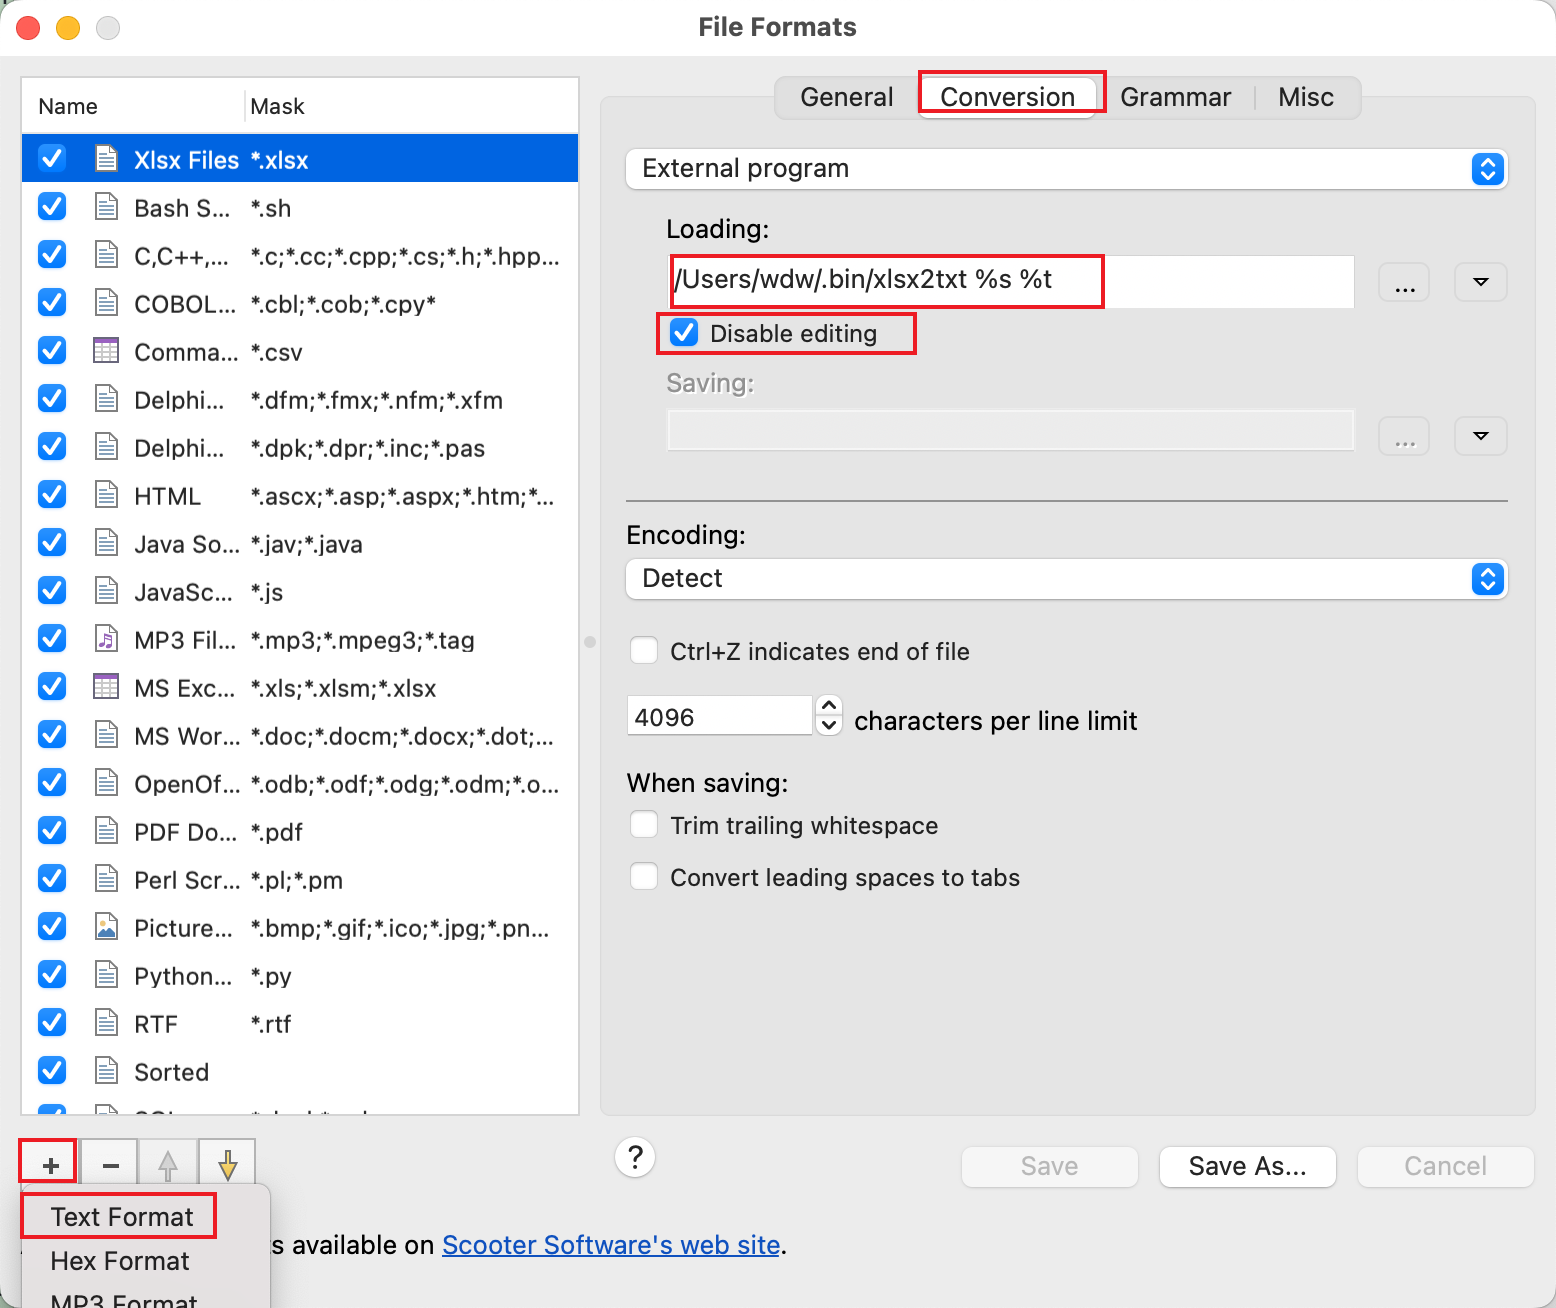 File Formats
Name Mask
Xlsx Files *.xlsx
Bash S... *.sh
C,C++,... *.c;*.cc;*.cpp;*.cs;*.h;*.hpp...
COBOL... *.cbl;*.cob;*.cpy*
Comma... *.csv
Delphi... *.dfm;*.fmx;*.nfm;*.xfm
Delphi... *.dpk;*.dpr;*.inc;*.pas
HTML *.ascx;*.asp;*.aspx;*.htm;*...
Java So... *.jav;*.java
JavaSc... *.js
MP3 Fil... *.mp3;*.mpeg3;*.tag
MS Exc... *.xls;*.xlsm;*.xlsx
MS Wor... *.doc;*.docm;*.docx;*.dot;...
OpenOf... *.odb;*.odf;*.odg;*.odm;*.o...
PDF Do... *.pdf
Perl Scr... *.pl;*.pm
Picture... *.bmp;*.gif;*.ico;*.jpg;*.pn...
Python... *.py
RTF *.rtf
Sorted
+ −
Text Format
Hex Format
MP3 Format
General Conversion Grammar Misc
External program
Loading:
/Users/wdw/.bin/xlsx2txt %s %t
...
Disable editing
Saving:
...
Encoding:
Detect
Ctrl+Z indicates end of file
4096 characters per line limit
When saving:
Trim trailing whitespace
Convert leading spaces to tabs
? Save Save As... Cancel
s available on Scooter Software's web site.